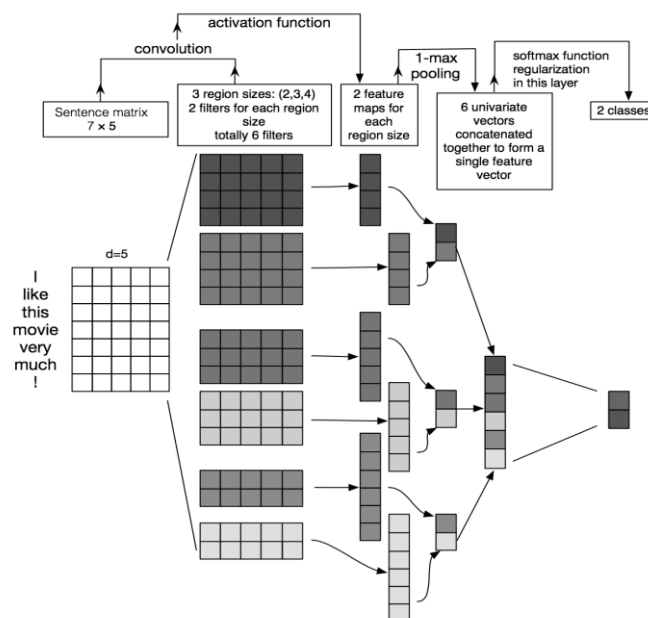 activation function
convolution
1-max
pooling
softmax function
regularization
in this layer
Sentence matrix
7 × 5
3 region sizes: (2,3,4)
2 filters for each region
size
totally 6 filters
2 feature
maps for
each
region size
6 univariate
vectors
concatenated
together to form a
single feature
vector
2 classes
d=5
I
like
this
movie
very
much
!